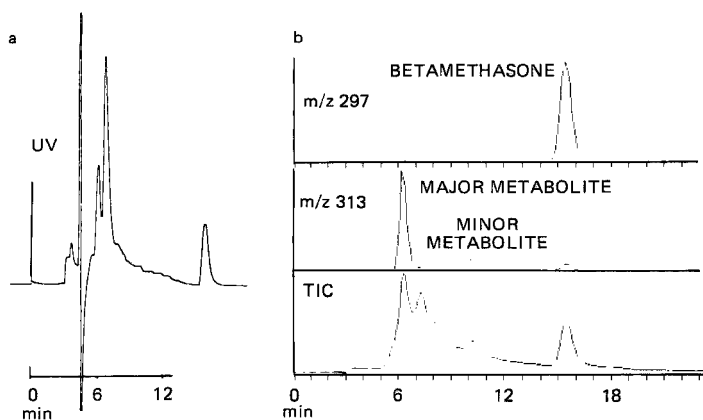 a
UV
0 6 12
min
b
BETAMETHASONE
m/z 297
MAJOR METABOLITE
m/z 313
MINOR
METABOLITE
TIC
0 6 12 18
min